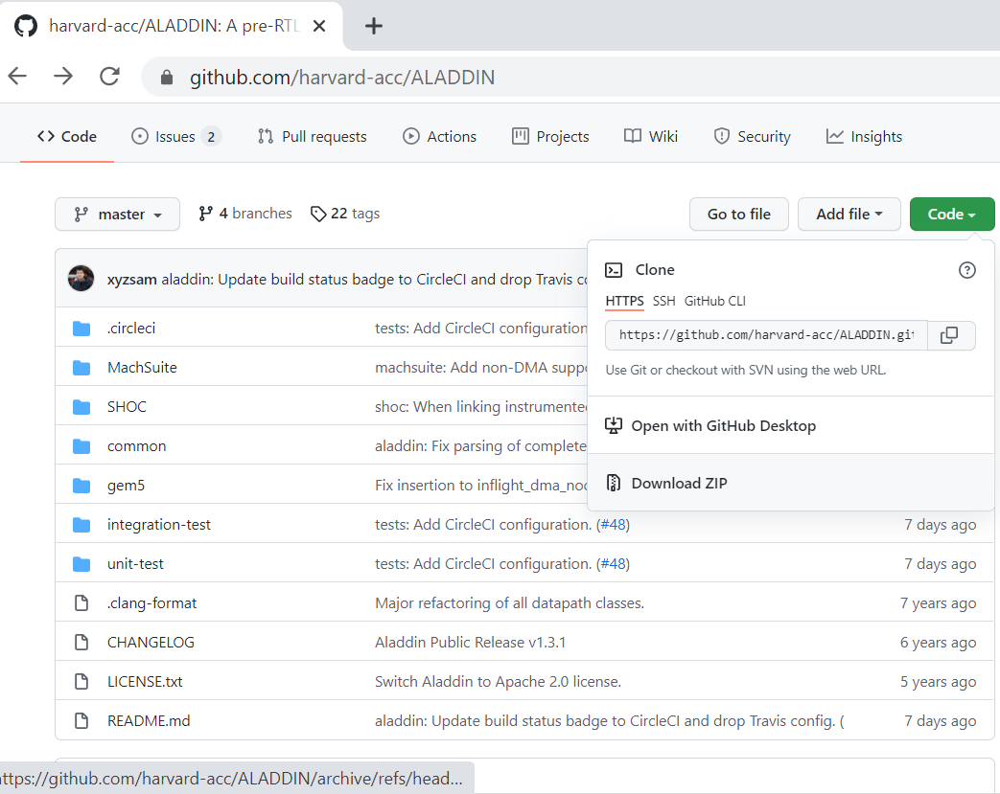 harvard-acc/ALADDIN: A pre-RTL
github.com/harvard-acc/ALADDIN
Code Issues 2 Pull requests Actions Projects Wiki Security Insights
master 4 branches 22 tags Go to file Add file Code
xyzsam aladdin: Update build status badge to CircleCI and drop Travis co
Clone
HTTPS SSH GitHub CLI
https://github.com/harvard-acc/ALADDIN.git
Use Git or checkout with SVN using the web URL.
Open with GitHub Desktop
Download ZIP
.circleci tests: Add CircleCI configuration
MachSuite machsuite: Add non-DMA suppo
SHOC shoc: When linking instrumented
common aladdin: Fix parsing of complete
gem5 Fix insertion to inflight_dma_nod
integration-test tests: Add CircleCI configuration. (#48) 7 days ago
unit-test tests: Add CircleCI configuration. (#48) 7 days ago
.clang-format Major refactoring of all datapath classes. 7 years ago
CHANGELOG Aladdin Public Release v1.3.1 6 years ago
LICENSE.txt Switch Aladdin to Apache 2.0 license. 5 years ago
README.md aladdin: Update build status badge to CircleCI and drop Travis config. ( 7 days ago
https://github.com/harvard-acc/ALADDIN/archive/refs/head...